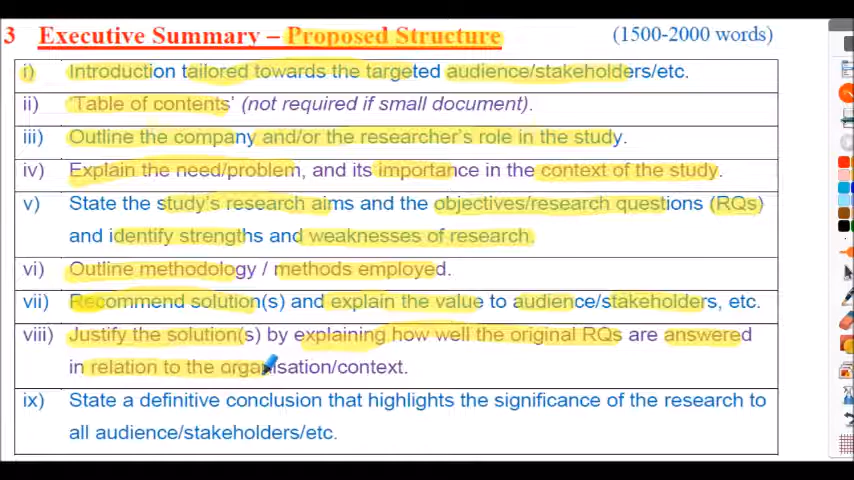 3 Executive Summary – Proposed Structure (1500-2000 words)
i) Introduction tailored towards the targeted audience/stakeholders/etc.
ii) 'Table of contents' (not required if small document).
iii) Outline the company and/or the researcher's role in the study.
iv) Explain the need/problem, and its importance in the context of the study.
v) State the study's research aims and the objectives/research questions (RQs)
and identify strengths and weaknesses of research.
vi) Outline methodology / methods employed.
vii) Recommend solution(s) and explain the value to audience/stakeholders, etc.
viii) Justify the solution(s) by explaining how well the original RQs are answered
in relation to the organisation/context.
ix) State a definitive conclusion that highlights the significance of the research to
all audience/stakeholders/etc.